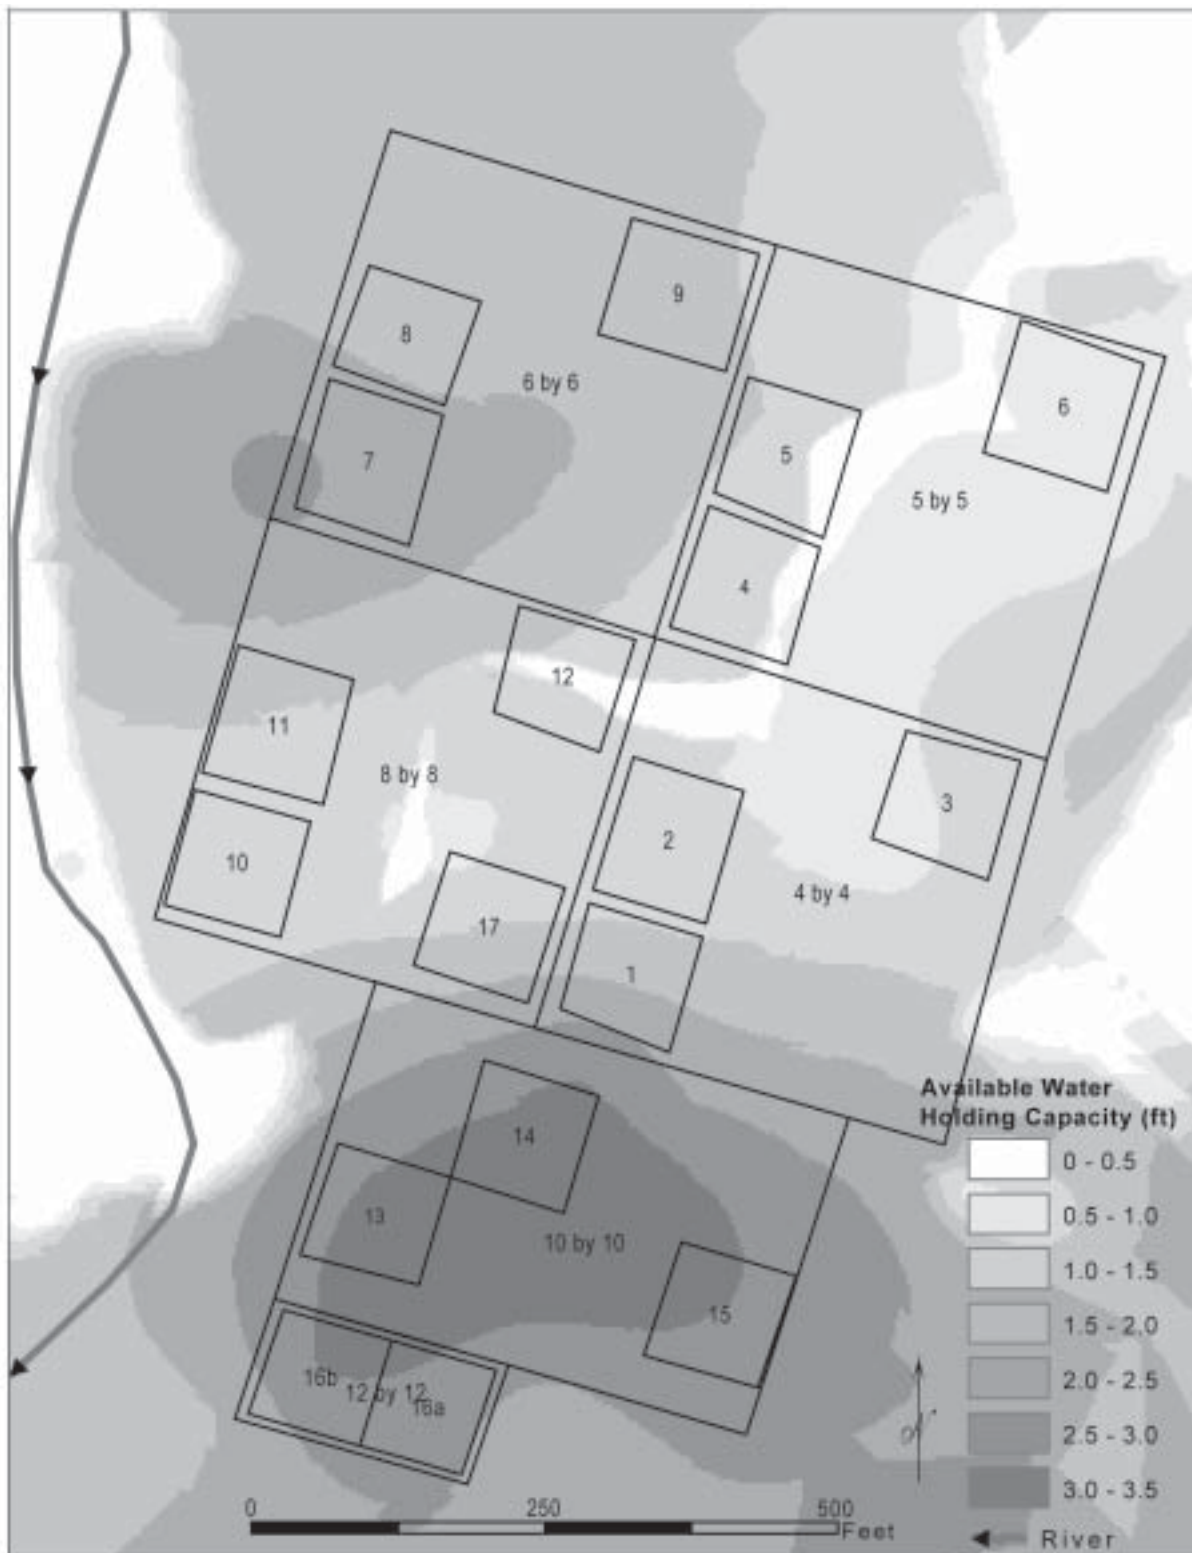 9
8
6 by 6
6
7
5
5 by 5
4
12
11
8 by 8
3
2
10
4 by 4
17
1
Available Water
Holding Capacity (ft)
14
0 - 0.5
13
0.5 - 1.0
10 by 10
1.0 - 1.5
15
1.5 - 2.0
16b
12 by 12
16a
2.0 - 2.5
2.5 - 3.0
3.0 - 3.5
0 250 500
Feet
River